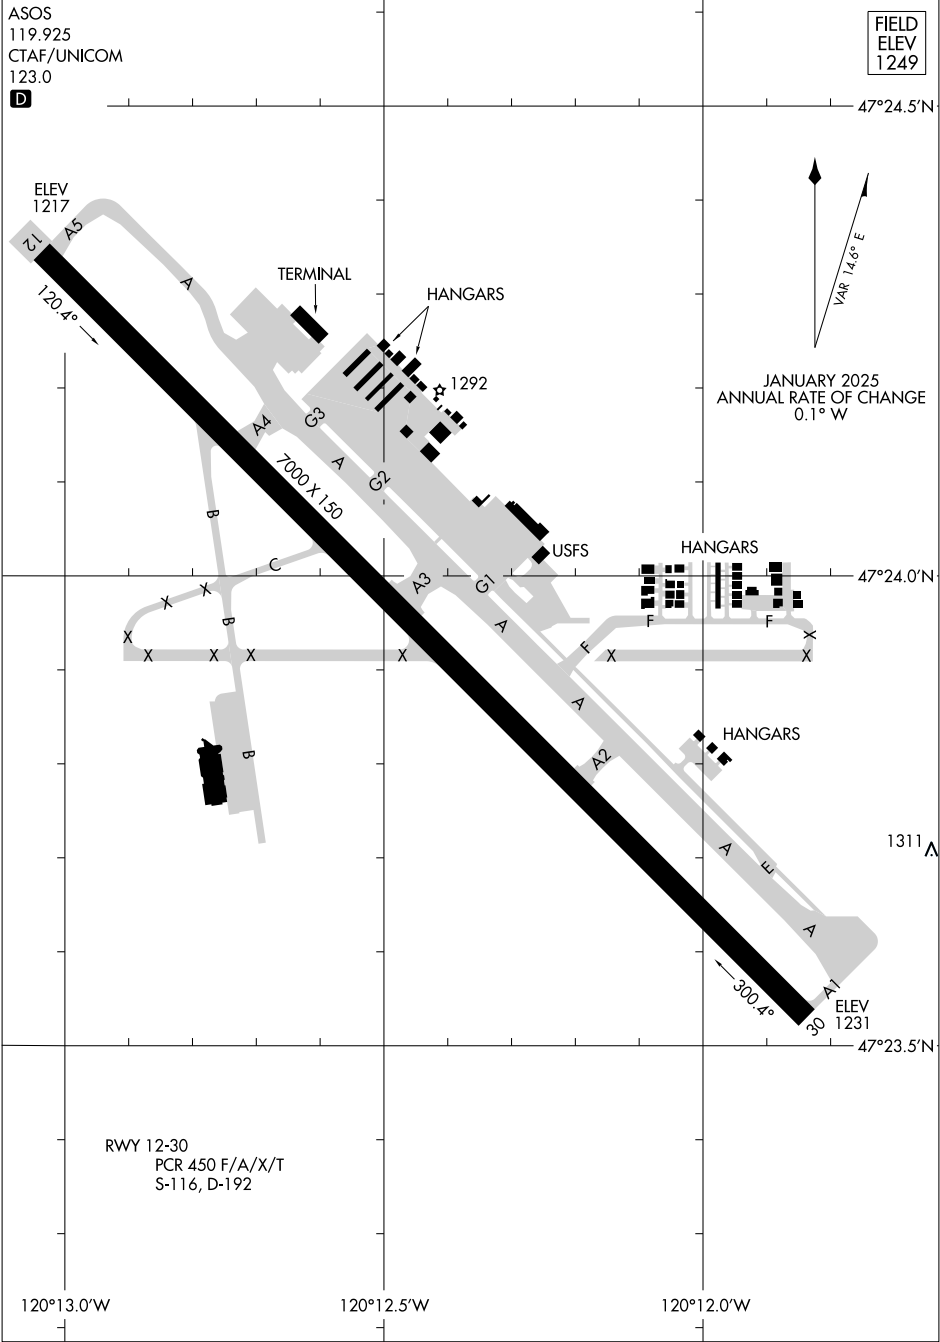 ASOS
119.925
CTAF/UNICOM
123.0
D
FIELD
ELEV
1249
47°24.5'N
ELEV
1217
12
A5
120.4°
A
TERMINAL
HANGARS
1292
VAR 14.6° E
JANUARY 2025
ANNUAL RATE OF CHANGE
0.1° W
A4
G3
A
7000 X 150
G2
B
C
USFS
HANGARS
47°24.0'N
A3
G1
X
X
B
A
F
F
X
X
F
X
X
X
X
X
X
A
B
A2
HANGARS
1311
A
E
A
A1
300.4°
30
ELEV
1231
47°23.5'N
RWY 12-30
PCR 450 F/A/X/T
S-116, D-192
120°13.0'W
120°12.5'W
120°12.0'W